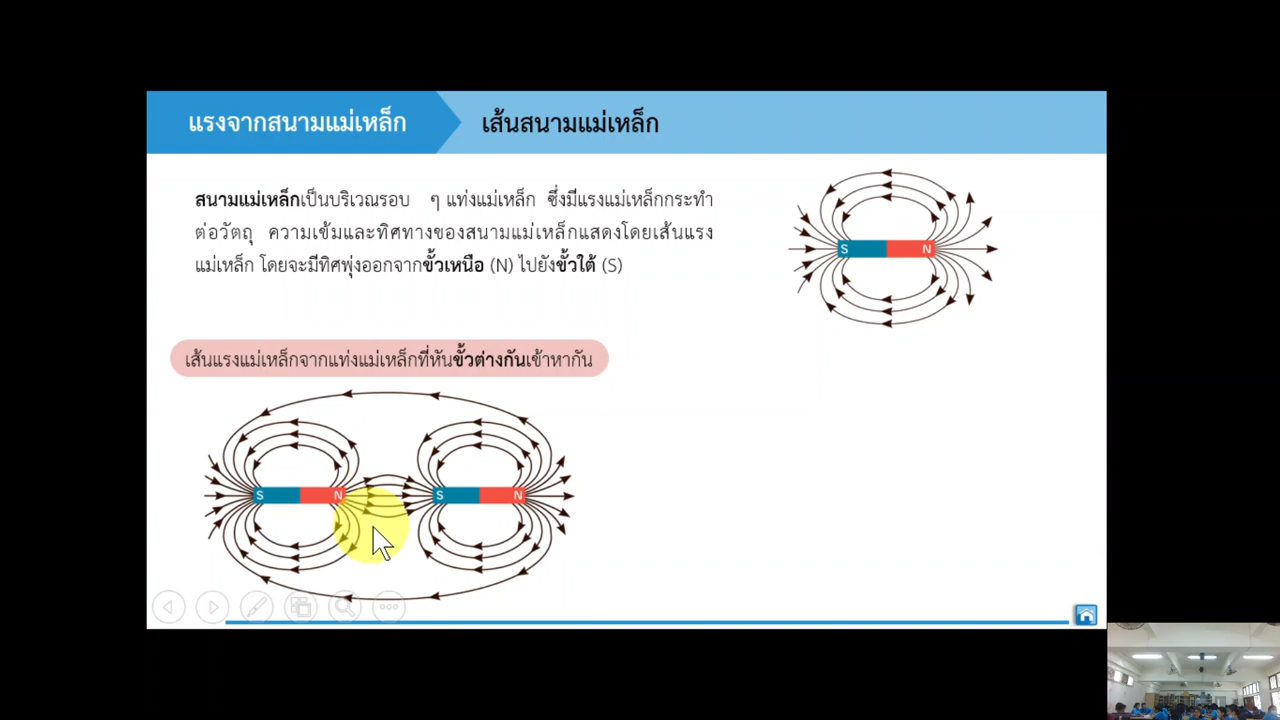 แรงจากสนามแม่เหล็ก
เส้นสนามแม่เหล็ก
สนามแม่เหล็กเป็นบริเวณรอบ ๆ แท่งแม่เหล็ก ซึ่งมีแรงแม่เหล็กกระทำ
ต่อวัตถุ ความเข้มและทิศทางของสนามแม่เหล็กแสดงโดยเส้นแรง
แม่เหล็ก โดยจะมีทิศพุ่งออกจากขั้วเหนือ (N) ไปยังขั้วใต้ (S)
S N
เส้นแรงแม่เหล็กจากแท่งแม่เหล็กที่หันขั้วต่างกันเข้าหากัน
S N S N